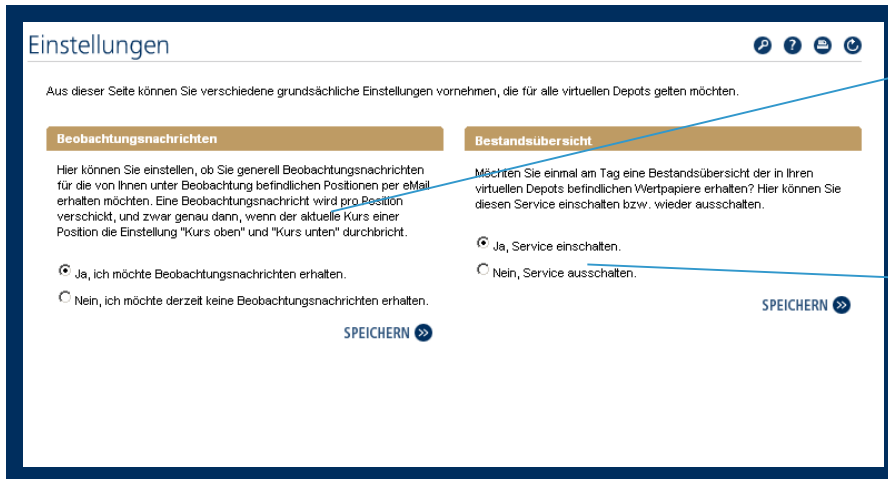 Einstellungen
Aus dieser Seite können Sie verschiedene grundsächliche Einstellungen vornehmen, die für alle virtuellen Depots gelten möchten.
Beobachtungsnachrichten
Hier können Sie einstellen, ob Sie generell Beobachtungsnachrichten
für die von Ihnen unter Beobachtung befindlichen Positionen per eMail
erhalten möchten. Eine Beobachtungsnachricht wird pro Position
verschickt, und zwar genau dann, wenn der aktuelle Kurs einer
Position die Einstellung "Kurs oben" und "Kurs unten" durchbricht.
Ja, ich möchte Beobachtungsnachrichten erhalten.
Nein, ich möchte derzeit keine Beobachtungsnachrichten erhalten.
SPEICHERN
Bestandsübersicht
Möchten Sie einmal am Tag eine Bestandsübersicht der in Ihren
virtuellen Depots befindlichen Wertpapiere erhalten? Hier können Sie
diesen Service einschalten bzw. wieder ausschalten.
Ja, Service einschalten.
Nein, Service ausschalten.
SPEICHERN